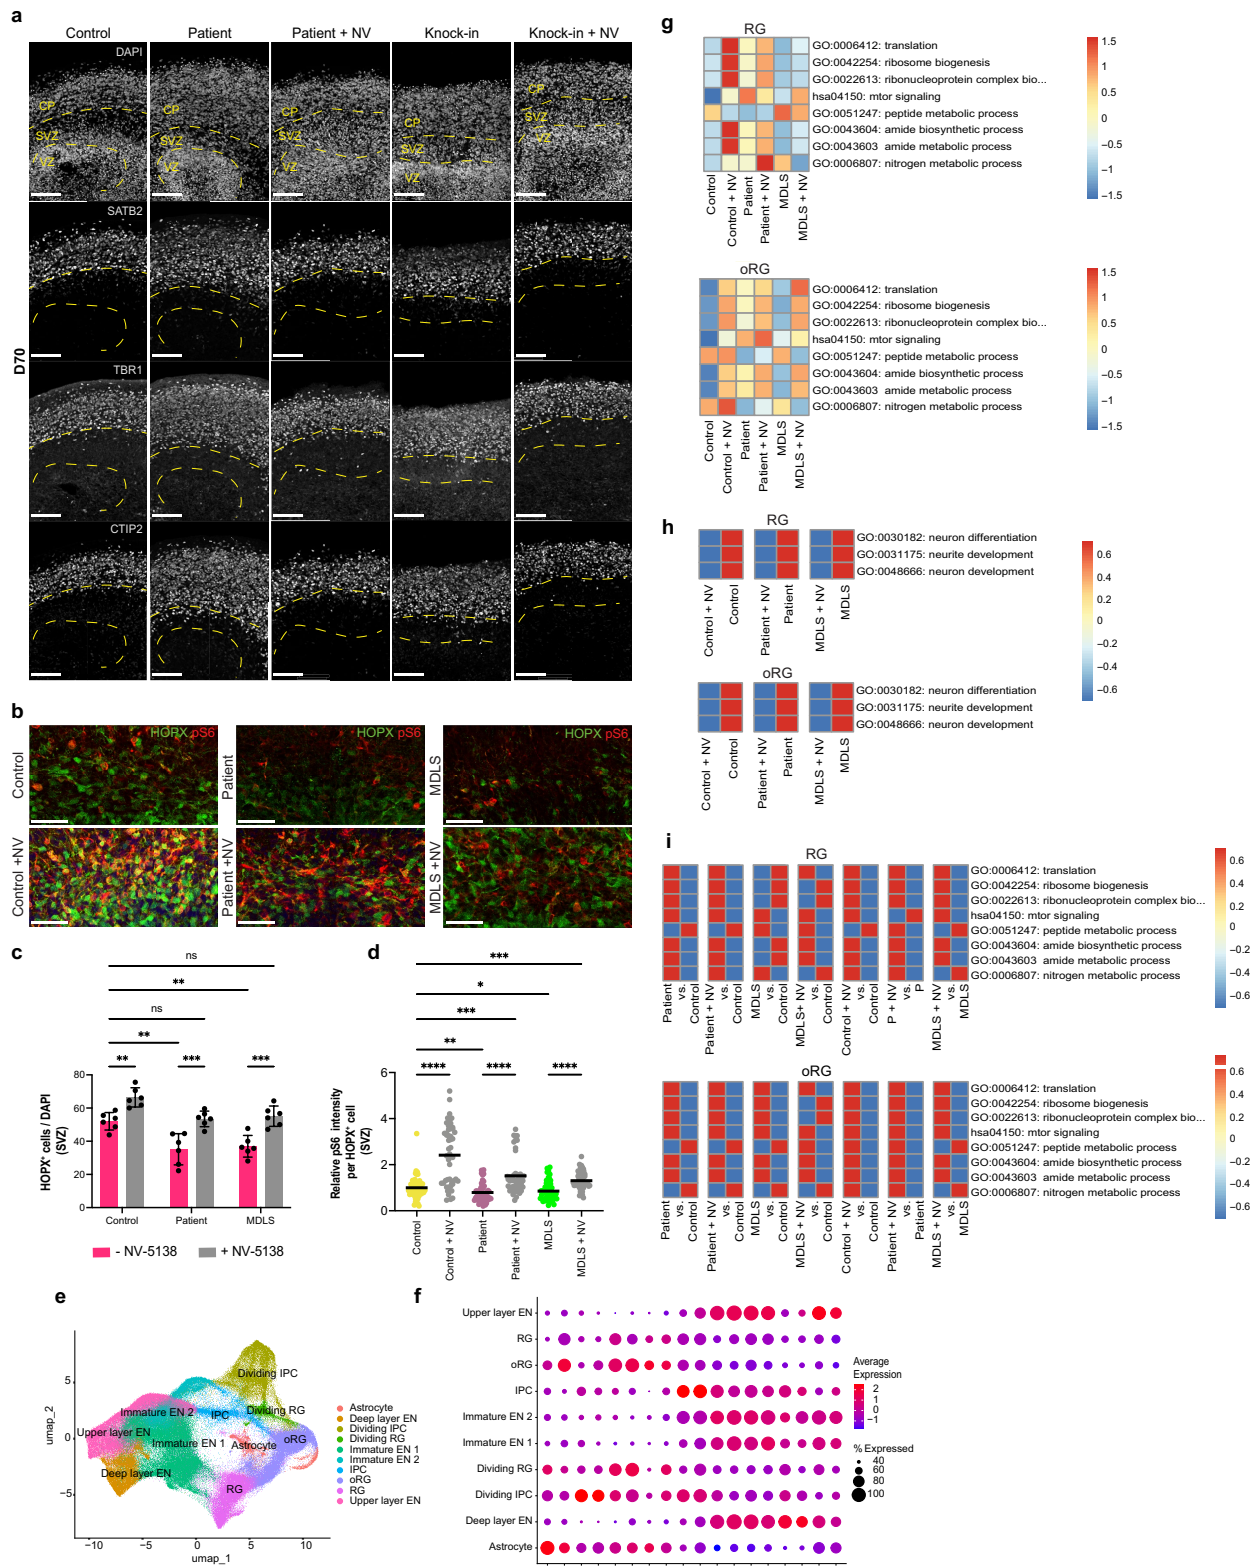 a
Control
Patient
Patient + NV
Knock-in
Knock-in + NV
D70
DAPI
CP
SVZ
VZ
CP
SVZ
VZ
CP
SVZ
VZ
CP
SVZ
VZ
CP
SVZ
VZ
SATB2
TBR1
CTIP2
b
Control
HOPX pS6
Patient
HOPX pS6
MDLS
HOPX pS6
Control +NV
Patient +NV
MDLS +NV
c
ns
**
ns
**
** *** ***
HOPX+ cells / DAPI
(SVZ)
80
60
40
20
0
Control
Patient
MDLS
- NV-5138
+ NV-5138
d
***
*
***
**
**** **** ****
Relative pS6 intensity
per HOPX+ cell
(SVZ)
6
4
2
0
Control
Control + NV
Patient
Patient + NV
MDLS
MDLS + NV
e
umap_2
5
0
−5
−10
−5
0
5
10
umap_1
Dividing IPC
Immature EN 2
IPC
Dividing RG
Upper layer EN
Immature EN 1
Astrocyte
oRG
Deep layer EN
RG
Astrocyte
Deep layer EN
Dividing IPC
Dividing RG
Immature EN 1
Immature EN 2
IPC
oRG
RG
Upper layer EN
f
Upper layer EN
RG
oRG
IPC
Immature EN 2
Immature EN 1
Dividing RG
Dividing IPC
Deep layer EN
Astrocyte
Average
Expression
2
1
0
−1
% Expressed
40
60
80
100
g
RG
GO:0006412: translation
GO:0042254: ribosome biogenesis
GO:0022613: ribonucleoprotein complex bio...
hsa04150: mtor signaling
GO:0051247: peptide metabolic process
GO:0043604: amide biosynthetic process
GO:0043603 amide metabolic process
GO:0006807: nitrogen metabolic process
Control
Control + NV
Patient
Patient + NV
MDLS
MDLS + NV
1.5
1
0.5
0
−0.5
−1
−1.5
oRG
GO:0006412: translation
GO:0042254: ribosome biogenesis
GO:0022613: ribonucleoprotein complex bio...
hsa04150: mtor signaling
GO:0051247: peptide metabolic process
GO:0043604: amide biosynthetic process
GO:0043603 amide metabolic process
GO:0006807: nitrogen metabolic process
Control
Control + NV
Patient
Patient + NV
MDLS
MDLS + NV
1.5
1
0.5
0
−0.5
−1
−1.5
h
RG
GO:0030182: neuron differentiation
GO:0031175: neurite development
GO:0048666: neuron development
Control + NV
Control
Patient + NV
Patient
MDLS + NV
MDLS
0.6
0.4
0.2
0
−0.2
−0.4
−0.6
oRG
GO:0030182: neuron differentiation
GO:0031175: neurite development
GO:0048666: neuron development
Control + NV
Control
Patient + NV
Patient
MDLS + NV
MDLS
i
RG
GO:0006412: translation
GO:0042254: ribosome biogenesis
GO:0022613: ribonucleoprotein complex bio...
hsa04150: mtor signaling
GO:0051247: peptide metabolic process
GO:0043604: amide biosynthetic process
GO:0043603 amide metabolic process
GO:0006807: nitrogen metabolic process
Patient
vs.
Control
Patient + NV
vs.
Control
MDLS
vs.
Control
MDLS+ NV
vs.
Control
Control + NV
vs.
Control
P + NV
vs.
P
MDLS + NV
vs.
MDLS
0.6
0.4
0.2
0
−0.2
−0.4
−0.6
oRG
GO:0006412: translation
GO:0042254: ribosome biogenesis
GO:0022613: ribonucleoprotein complex bio...
hsa04150: mtor signaling
GO:0051247: peptide metabolic process
GO:0043604: amide biosynthetic process
GO:0043603 amide metabolic process
GO:0006807: nitrogen metabolic process
Patient
vs.
Control
Patient + NV
vs.
Control
MDLS
vs.
Control
MDLS + NV
vs.
Control
Control + NV
vs.
Control
Patient + NV
vs.
Patient
MDLS + NV
vs.
MDLS
0.6
0.4
0.2
0
−0.2
−0.4
−0.6